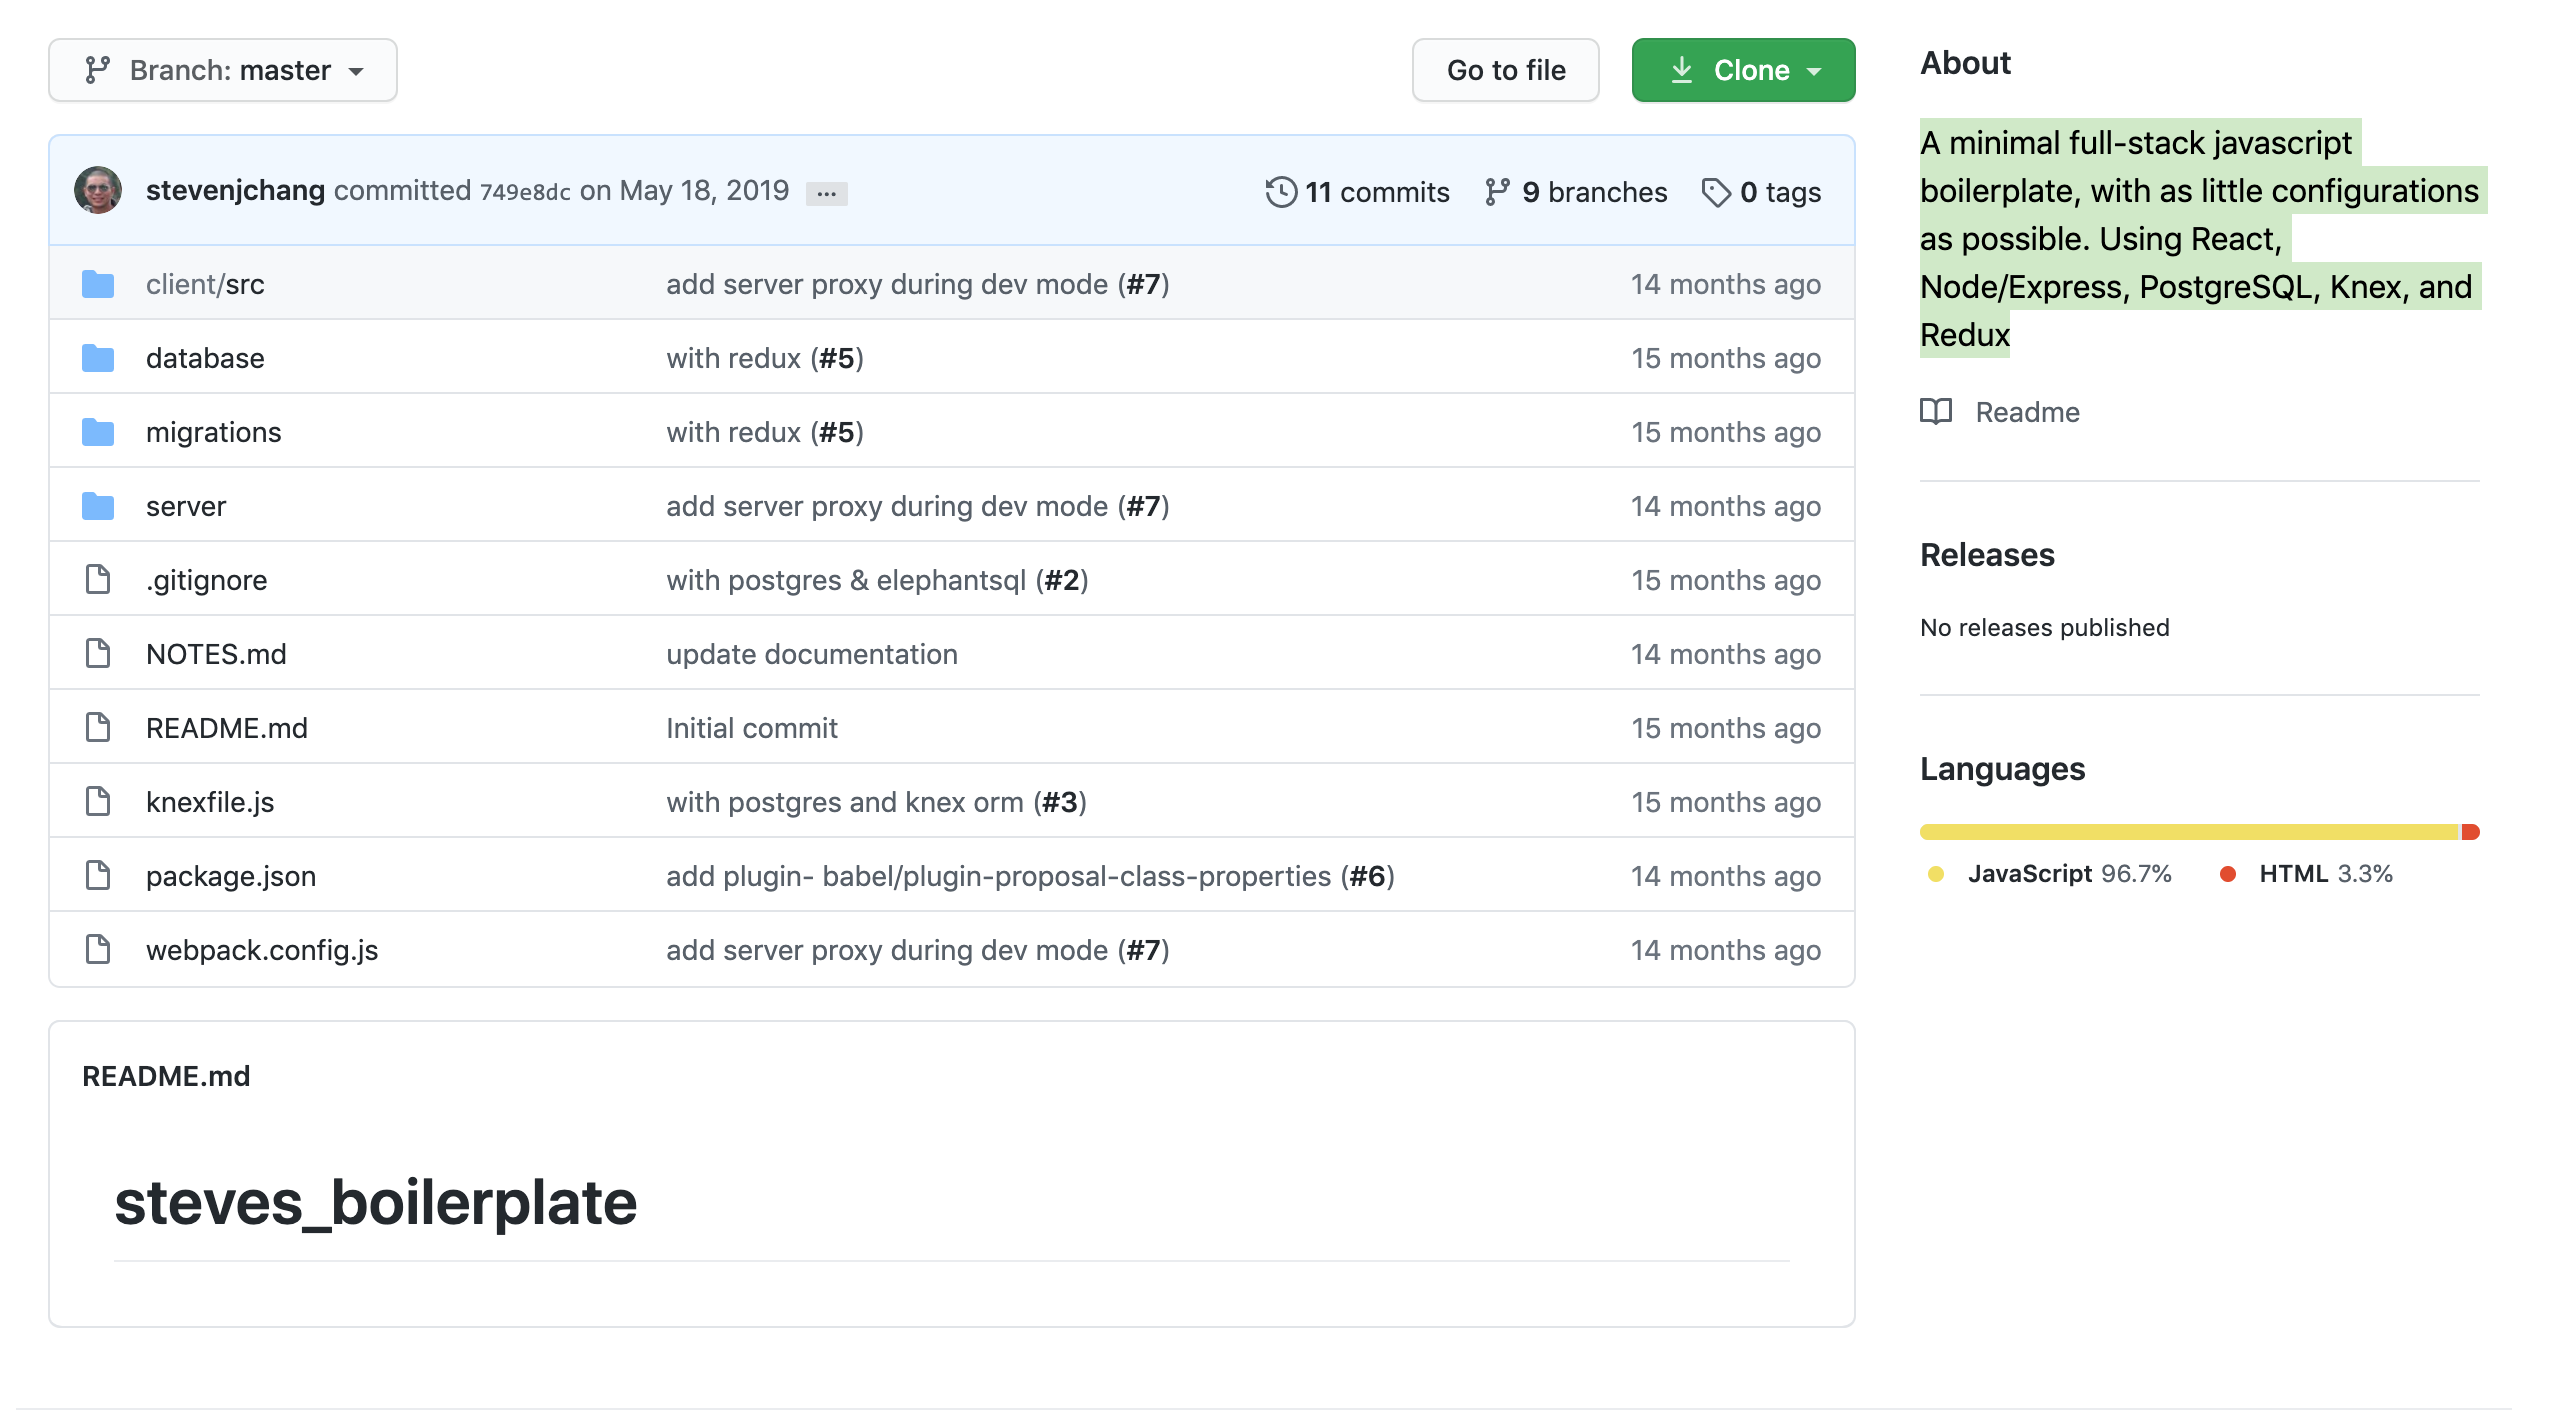 Branch: master
Go to file
Clone
stevenjchang committed 749e8dc on May 18, 2019 ...
11 commits
9 branches
0 tags
client/src add server proxy during dev mode (#7) 14 months ago
database with redux (#5) 15 months ago
migrations with redux (#5) 15 months ago
server add server proxy during dev mode (#7) 14 months ago
.gitignore with postgres & elephantsql (#2) 15 months ago
NOTES.md update documentation 14 months ago
README.md Initial commit 15 months ago
knexfile.js with postgres and knex orm (#3) 15 months ago
package.json add plugin- babel/plugin-proposal-class-properties (#6) 14 months ago
webpack.config.js add server proxy during dev mode (#7) 14 months ago
README.md
steves_boilerplate
About
A minimal full-stack javascript
boilerplate, with as little configurations
as possible. Using React,
Node/Express, PostgreSQL, Knex, and
Redux
Readme
Releases
No releases published
Languages
JavaScript 96.7% HTML 3.3%